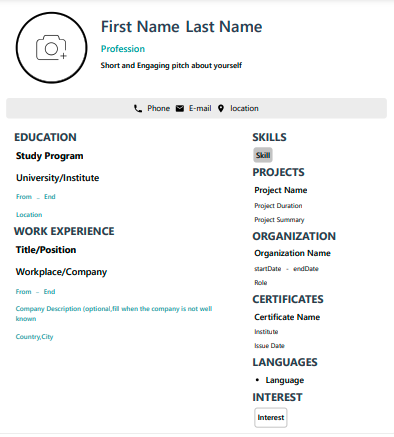 First Name Last Name
Profession
Short and Engaging pitch about yourself
Phone E-mail location
EDUCATION
Study Program
University/Institute
From - End
Location
WORK EXPERIENCE
Title/Position
Workplace/Company
From - End
Company Description (optional,fill when the company is not well
known
Country,City
SKILLS
Skill
PROJECTS
Project Name
Project Duration
Project Summary
ORGANIZATION
Organization Name
startDate - endDate
Role
CERTIFICATES
Certificate Name
Institute
Issue Date
LANGUAGES
• Language
INTEREST
Interest